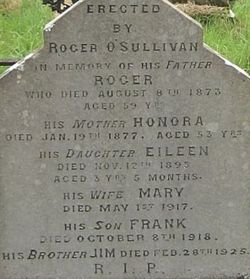 ERECTED
BY
ROGER O'SULLIVAN
IN MEMORY OF HIS FATHER
ROGER
WHO DIED AUGUST 8TH 1873
AGED 59 YRS
HIS MOTHER HONORA
DIED JAN. 19TH 1877, AGED 53 YRS
HIS DAUGHTER EILEEN
DIED NOV. 12TH 1895
AGED 3 YRS 5 MONTHS.
HIS WIFE MARY
DIED MAY 1ST 1917.
HIS SON FRANK
DIED OCTOBER 8TH 1918.
HIS BROTHER JIM DIED FEB. 28TH 1928
R. I. P.